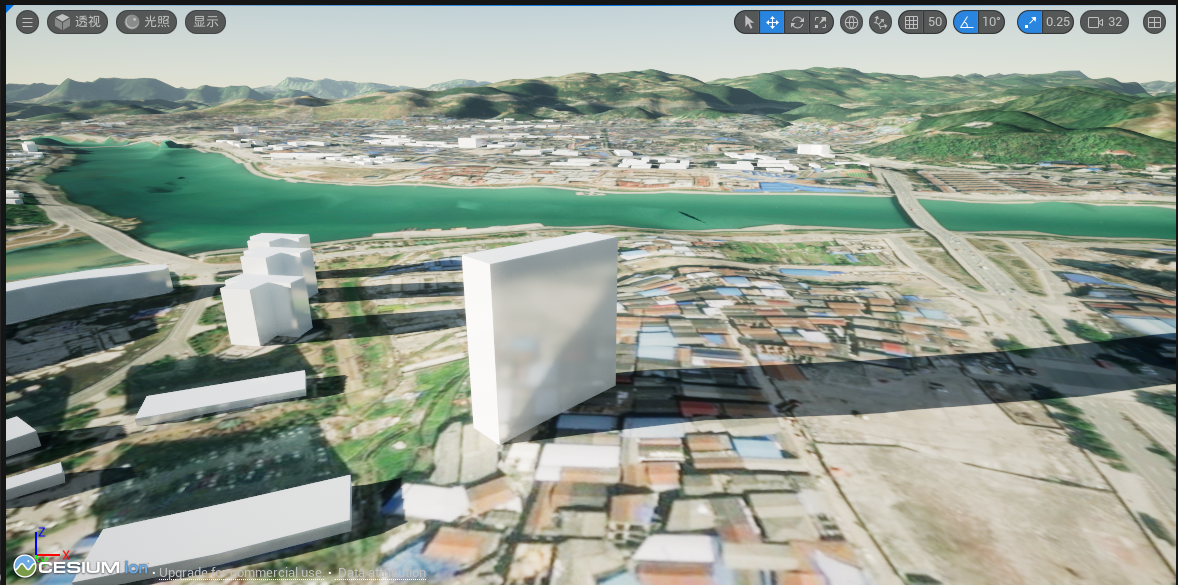 透视 光照 显示 50 10° 0.25 32
Z
X
CESIUM ion · Upgrade for commercial use · Data attribution